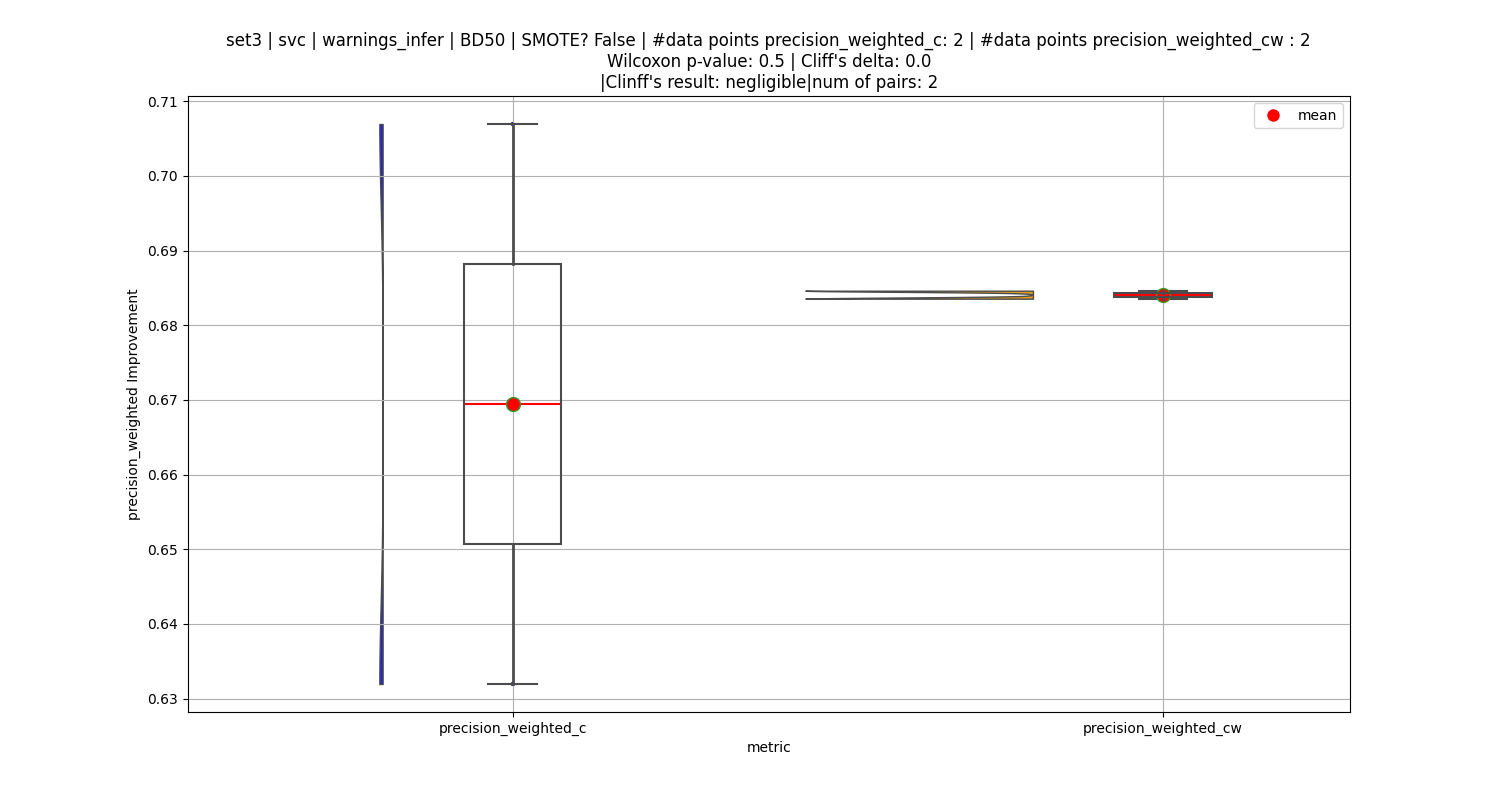 set3 | svc | warnings_infer | BD50 | SMOTE? False | #data points precision_weighted_c: 2 | #data points precision_weighted_cw : 2
Wilcoxon p-value: 0.5 | Cliff's delta: 0.0
|Clinff's result: negligible|num of pairs: 2
mean
0.71
0.70
0.69
0.68
0.67
0.66
0.65
0.64
0.63
precision_weighted Improvement
precision_weighted_c
precision_weighted_cw
metric